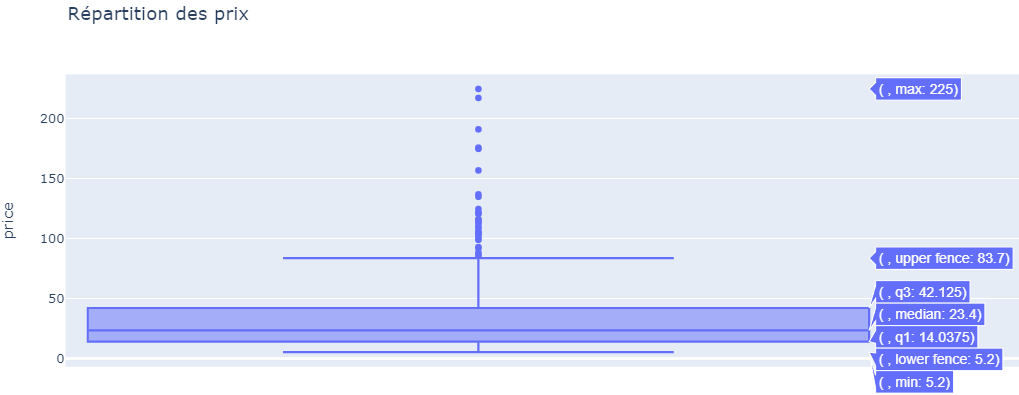 Répartition des prix
( , max: 225)
200
150
price
100
( , upper fence: 83.7)
( , q3: 42.125)
50
( , median: 23.4)
( , q1: 14.0375)
0
( , lower fence: 5.2)
( , min: 5.2)